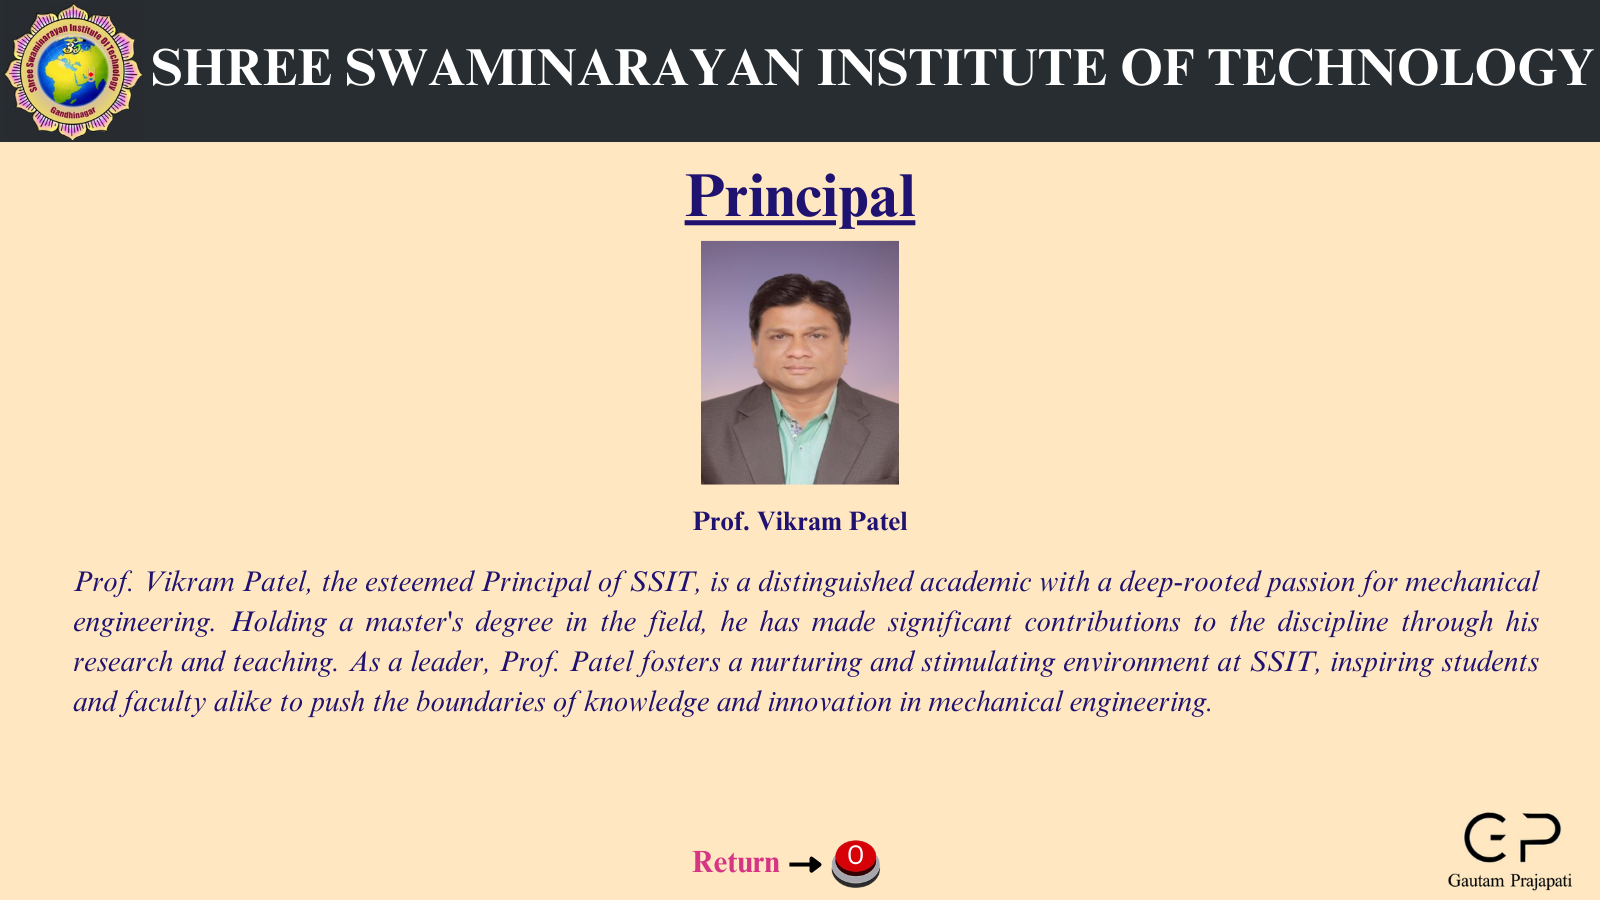 Shree Swaminarayan Institute Of Technology
Gandhinagar
SHREE SWAMINARAYAN INSTITUTE OF TECHNOLOGY
Principal
Prof. Vikram Patel
Prof. Vikram Patel, the esteemed Principal of SSIT, is a distinguished academic with a deep-rooted passion for mechanical
engineering. Holding a master's degree in the field, he has made significant contributions to the discipline through his
research and teaching. As a leader, Prof. Patel fosters a nurturing and stimulating environment at SSIT, inspiring students
and faculty alike to push the boundaries of knowledge and innovation in mechanical engineering.
Return → 0
GP
Gautam Prajapati